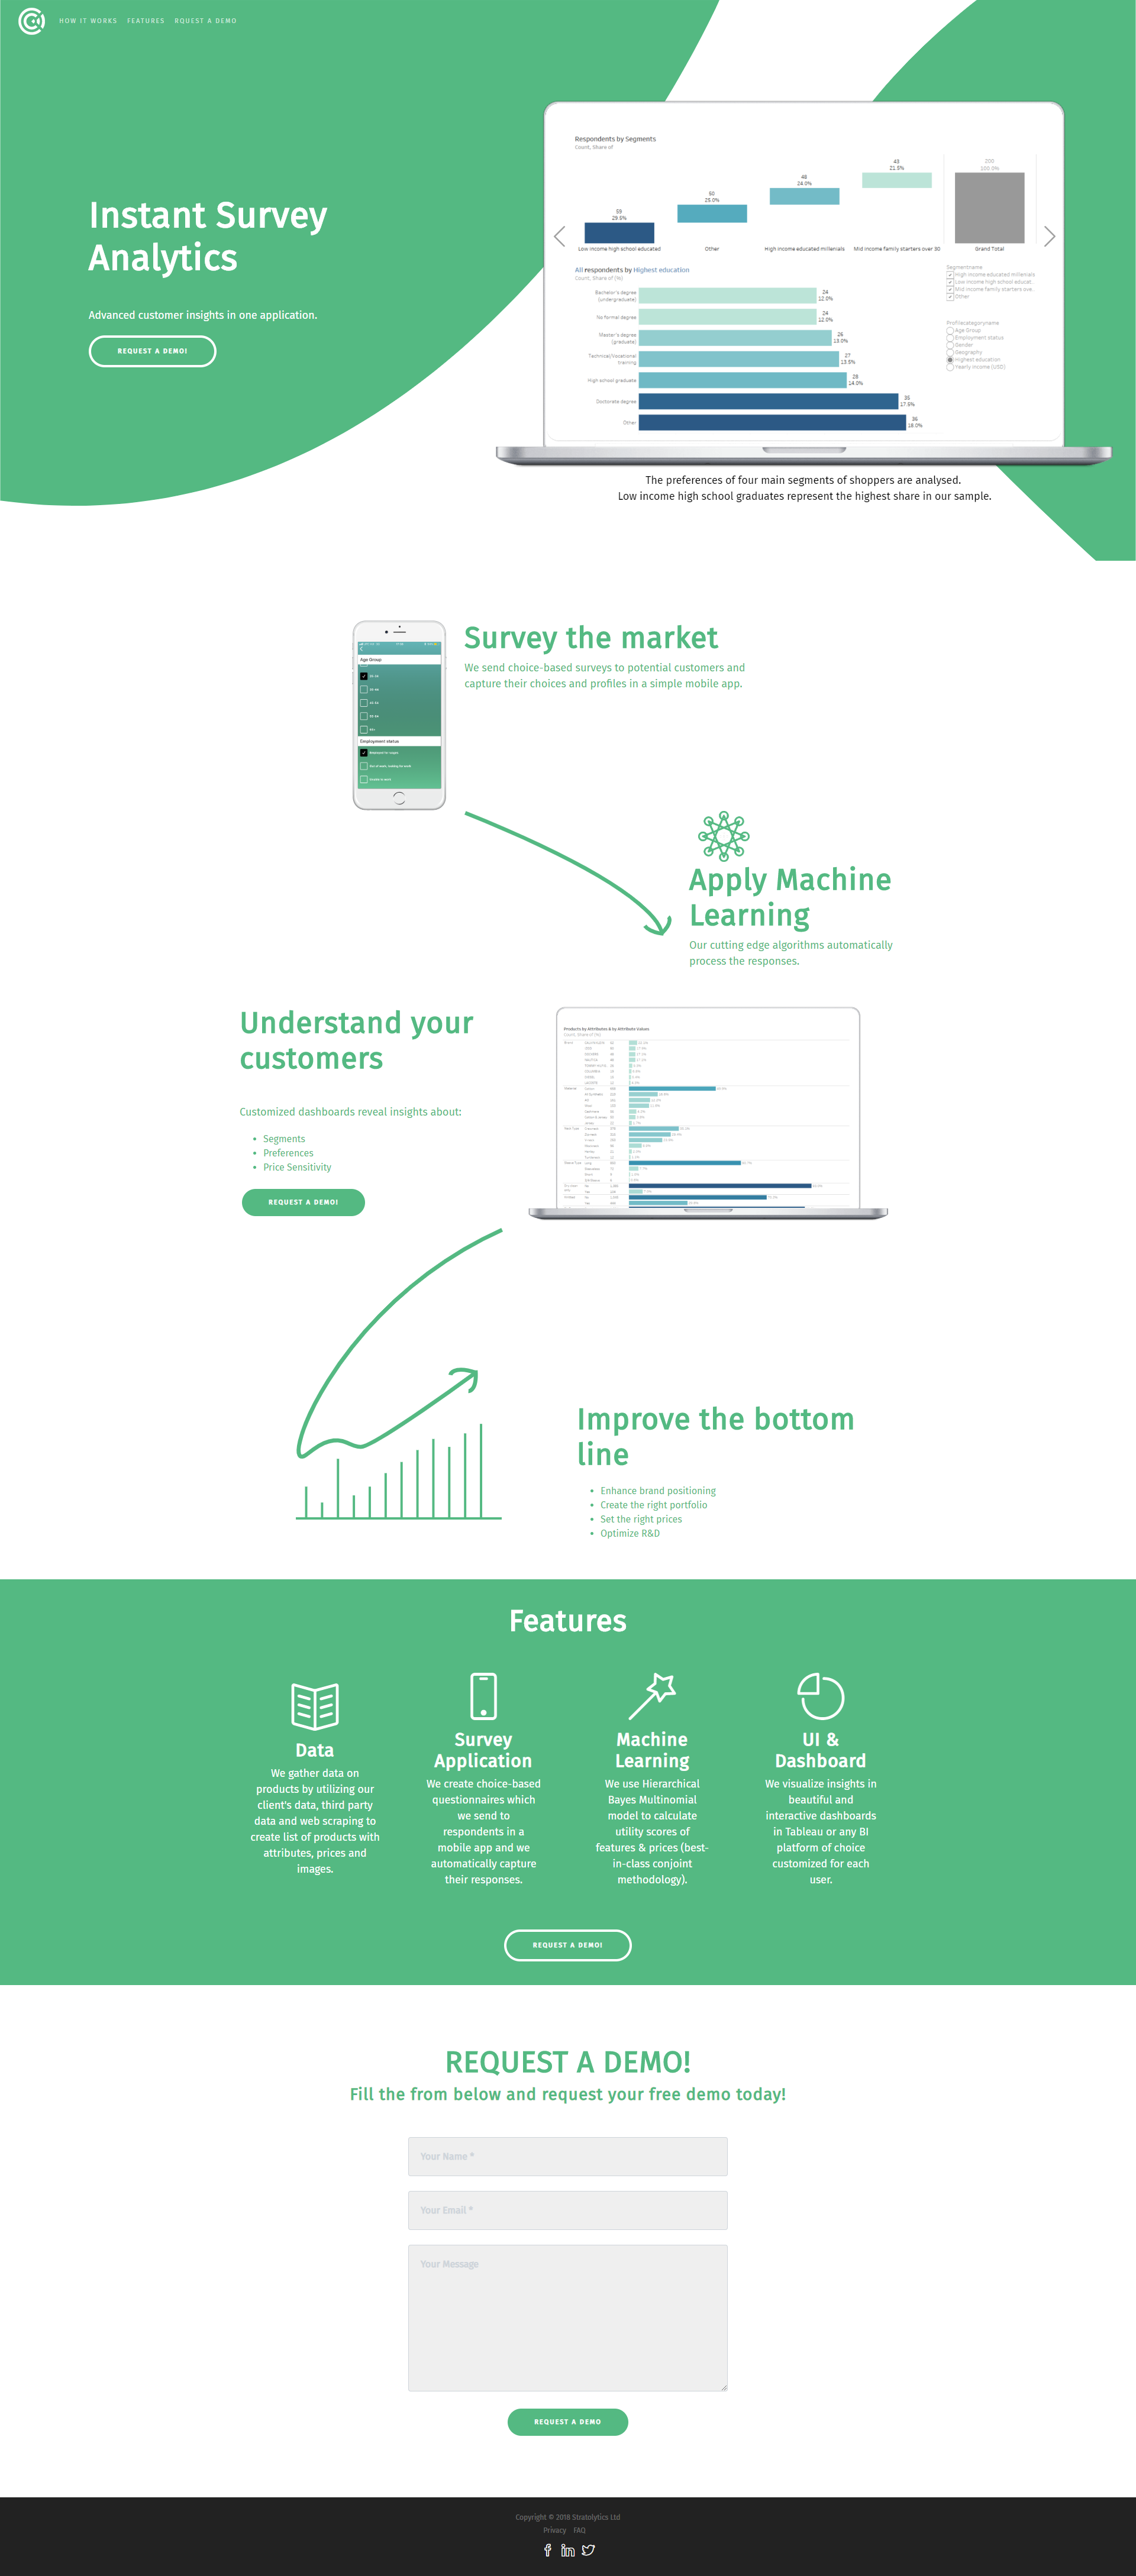 HOW IT WORKS FEATURES RQUEST A DEMO
Instant Survey
Analytics
Advanced customer insights in one application.
REQUEST A DEMO!
Respondents by Segments
Count, Share of
59
29.5%
50
25.0%
48
24.0%
43
21.5%
200
100.0%
Low income high school educated
Other
High income educated millenials
Mid income family starters over 30
Grand Total
All respondents by Highest education
Count, Share of (%)
Bachelor's degree
(undergraduate)
24
12.0%
No formal degree
24
12.0%
Master's degree
(graduate)
26
13.0%
Technical/Vocational
training
27
13.5%
High school graduate
28
14.0%
Doctorate degree
35
17.5%
Other
36
18.0%
Segmentname
High income educated millenials
Low income high school educat..
Mid income family starters ove..
Other
Profilecategoryname
Age Group
Employment status
Gender
Geography
Highest education
Yearly income (USD)
The preferences of four main segments of shoppers are analysed.
Low income high school graduates represent the highest share in our sample.
Age Group
Employment status
Survey the market
We send choice-based surveys to potential customers and
capture their choices and profiles in a simple mobile app.
Apply Machine
Learning
Our cutting edge algorithms automatically
process the responses.
Understand your
customers
Customized dashboards reveal insights about:
Segments
Preferences
Price Sensitivity
REQUEST A DEMO!
Products by Attributes & by Attribute Values
Count, Share of (%)
Improve the bottom
line
Enhance brand positioning
Create the right portfolio
Set the right prices
Optimize R&D
Features
Data
We gather data on
products by utilizing our
client's data, third party
data and web scraping to
create list of products with
attributes, prices and
images.
Survey
Application
We create choice-based
questionnaires which
we send to
respondents in a
mobile app and we
automatically capture
their responses.
Machine
Learning
We use Hierarchical
Bayes Multinomial
model to calculate
utility scores of
features & prices (best-
in-class conjoint
methodology).
UI &
Dashboard
We visualize insights in
beautiful and
interactive dashboards
in Tableau or any BI
platform of choice
customized for each
user.
REQUEST A DEMO!
REQUEST A DEMO!
Fill the from below and request your free demo today!
Your Name *
Your Email *
Your Message
REQUEST A DEMO
Copyright © 2018 Stratolytics Ltd
Privacy FAQ